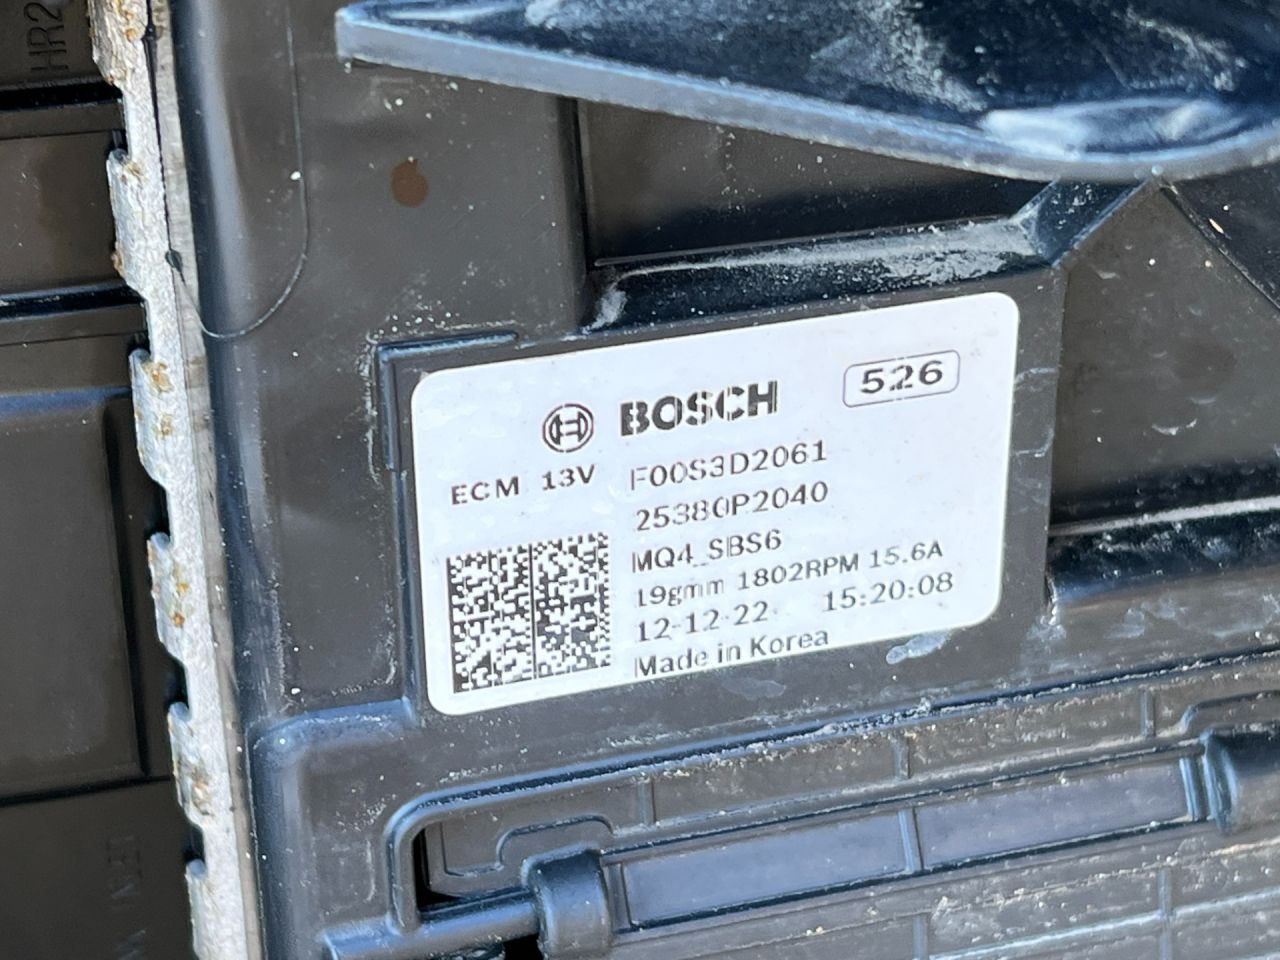 HR2
BOSCH 526
ECM 13V F00S3D2061
25380P2040
MQ4_SBS6
19gmm 1802RPM 15.6A
12-12-22 15:20:08
Made in Korea